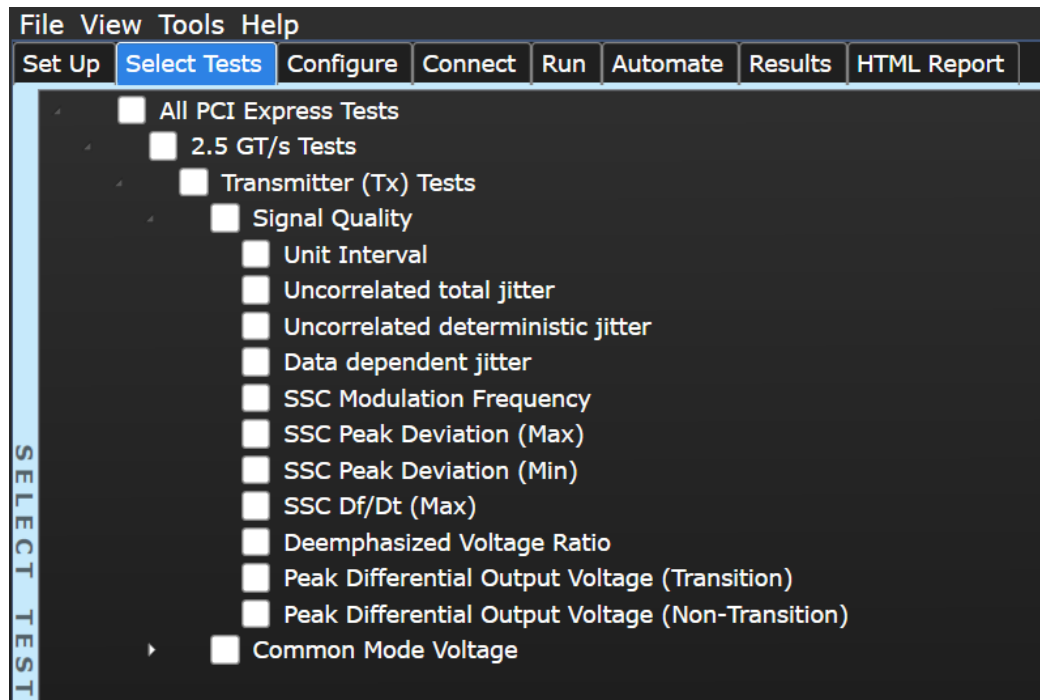 File View Tools Help
Set Up Select Tests Configure Connect Run Automate Results HTML Report
All PCI Express Tests
2.5 GT/s Tests
Transmitter (Tx) Tests
Signal Quality
Unit Interval
Uncorrelated total jitter
Uncorrelated deterministic jitter
Data dependent jitter
SSC Modulation Frequency
SSC Peak Deviation (Max)
SSC Peak Deviation (Min)
SSC Df/Dt (Max)
Deemphasized Voltage Ratio
Peak Differential Output Voltage (Transition)
Peak Differential Output Voltage (Non-Transition)
Common Mode Voltage
SELECT TEST